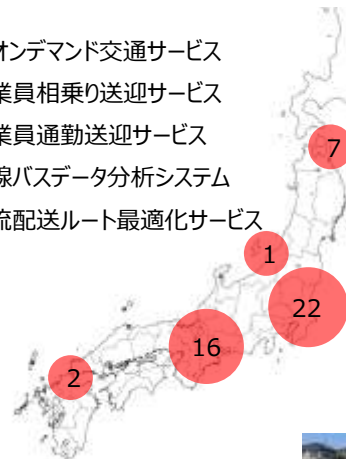 オンデマンド交通サービス
業員相乗り送迎サービス
業員通勤送迎サービス
線バスデータ分析システム
流配送ルート最適化サービス
7
1
22
16
2